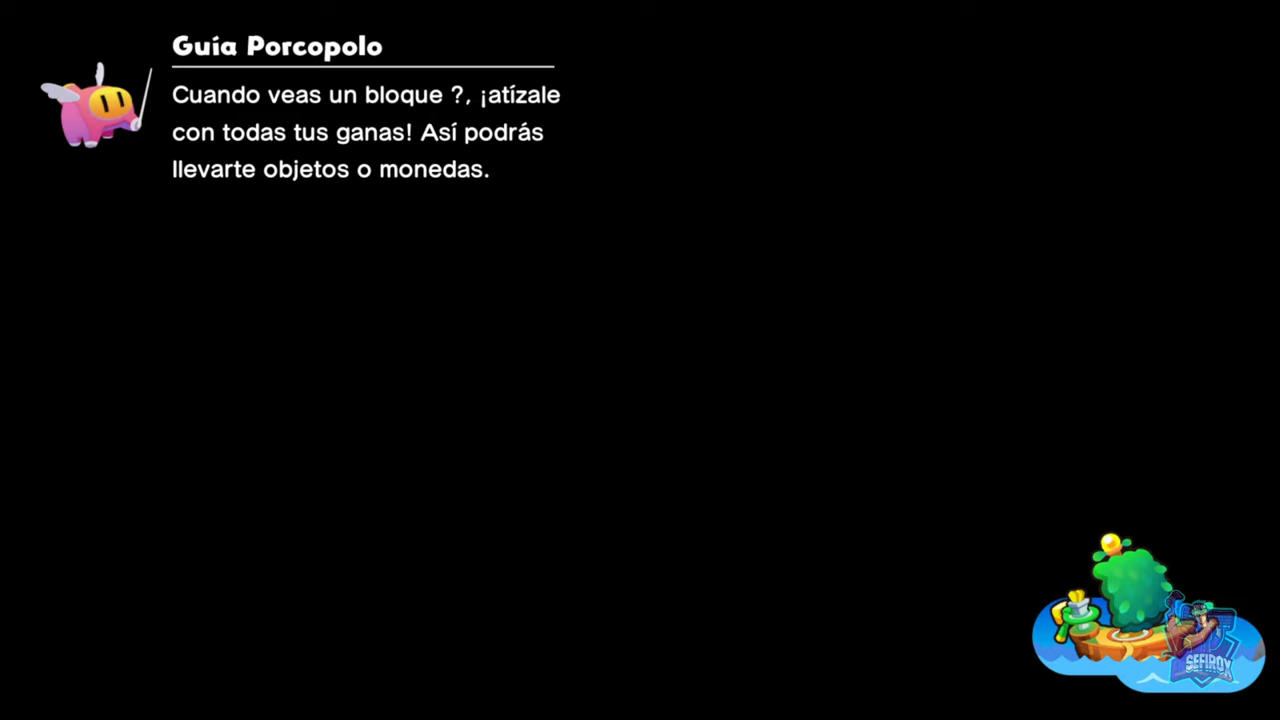 Guía Porcopolo
Cuando veas un bloque ?, ¡atízale
con todas tus ganas! Así podrás
llevarte objetos o monedas.
SEFIROX